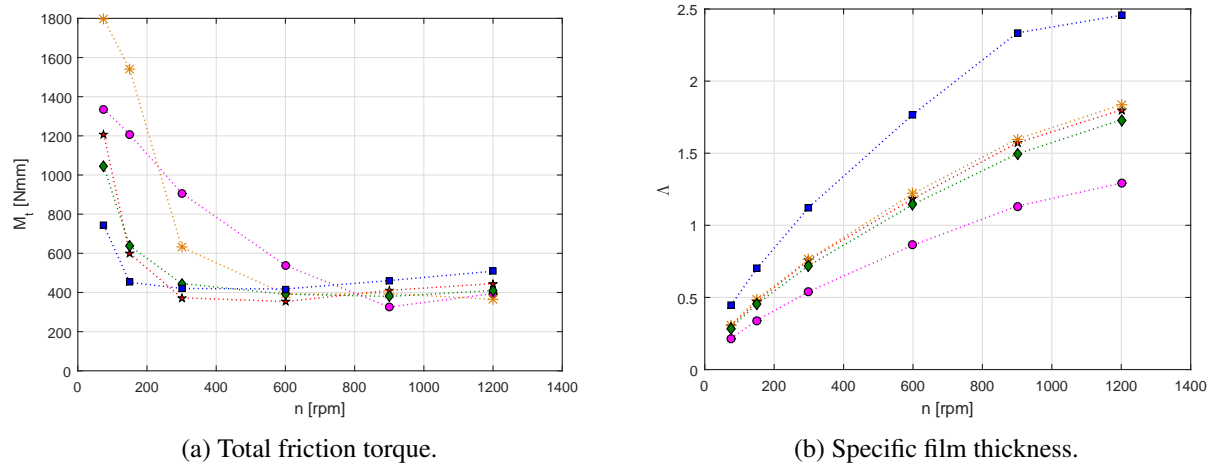 1800
1600
1400
1200
1000
800
600
400
200
0
M_t [Nmm]
0 200 400 600 800 1000 1200 1400
n [rpm]
(a) Total friction torque.
2.5
2
1.5
1
0.5
0
Λ
0 200 400 600 800 1000 1200 1400
n [rpm]
(b) Specific film thickness.